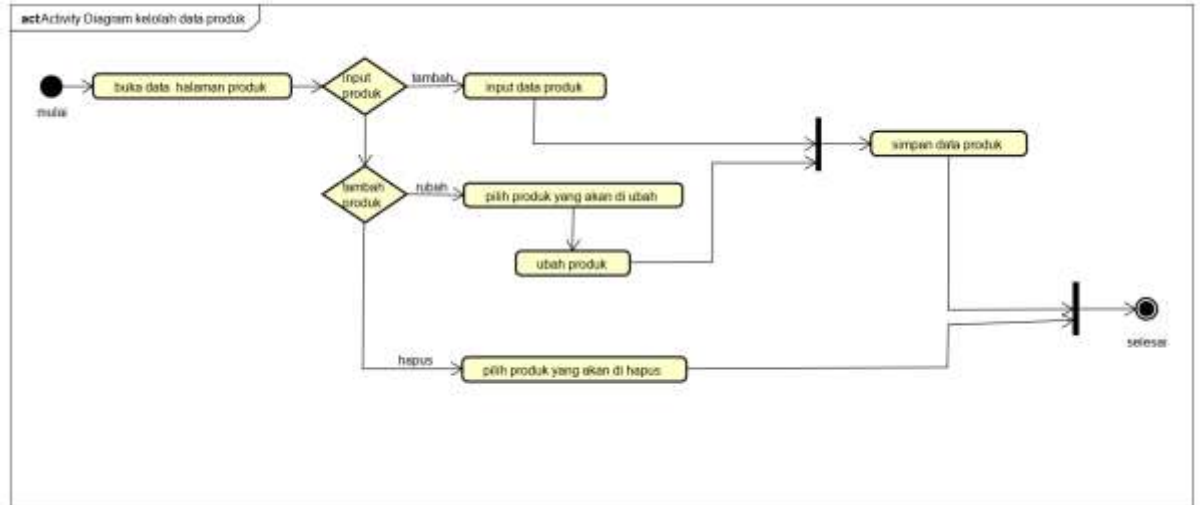 actActivity Diagram kelolah data produk
mulai
buka data halaman produk
Input
produk
tambah
input data produk
simpan data produk
tambah
produk
rubah
pilih produk yang akan di ubah
ubah produk
selesai
hapus
pilih produk yang akan di hapus